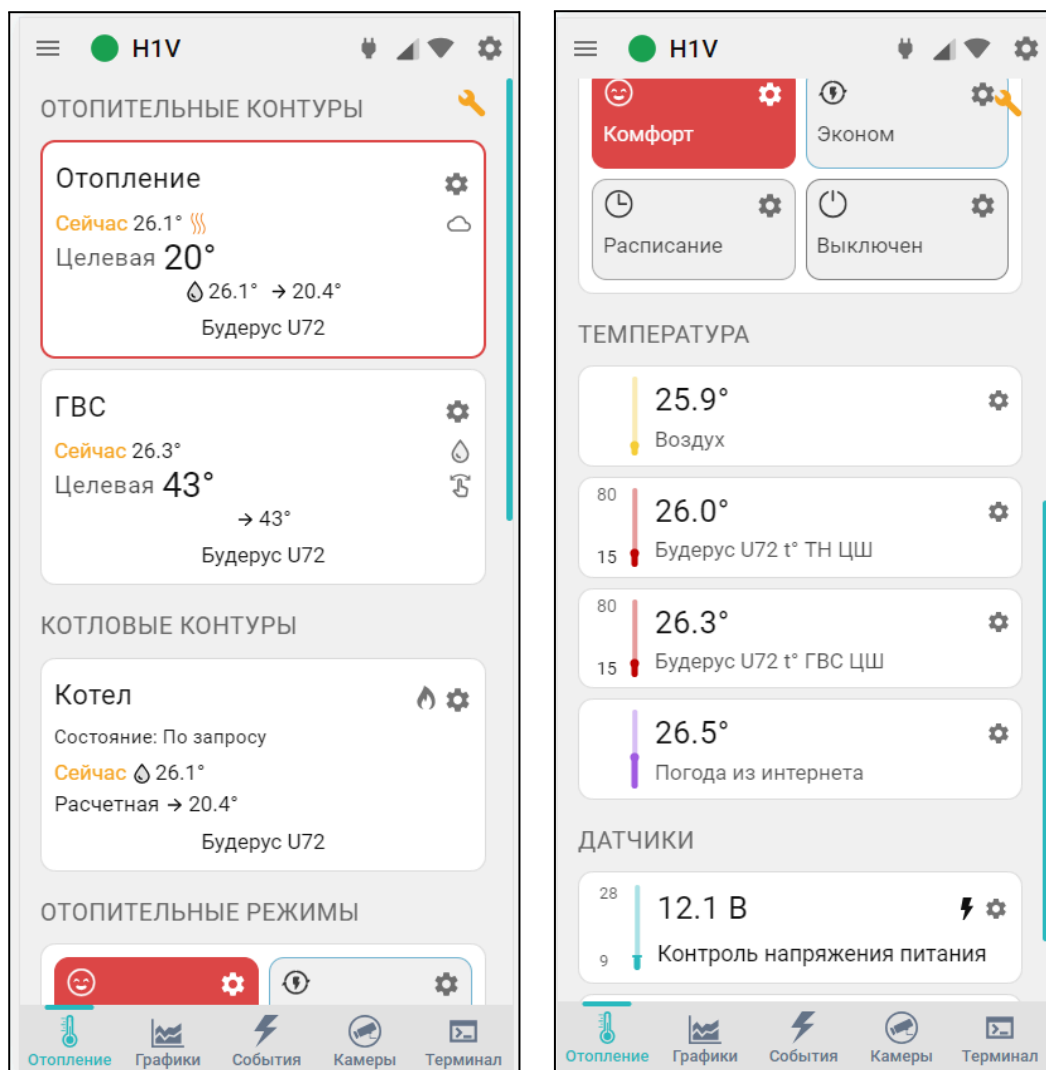 H1V
ОТОПИТЕЛЬНЫЕ КОНТУРЫ
Отопление
Сейчас 26.1°
Целевая 20°
26.1° → 20.4°
Будерус U72
ГВС
Сейчас 26.3°
Целевая 43°
→ 43°
Будерус U72
КОТЛОВЫЕ КОНТУРЫ
Котел
Состояние: По запросу
Сейчас 26.1°
Расчетная → 20.4°
Будерус U72
ОТОПИТЕЛЬНЫЕ РЕЖИМЫ
Отопление Графики События Камеры Терминал
H1V
Комфорт Эконом
Расписание Выключен
ТЕМПЕРАТУРА
25.9°
Воздух
80
26.0°
Будерус U72 t° ТН ЦШ
15
80
26.3°
Будерус U72 t° ГВС ЦШ
15
26.5°
Погода из интернета
ДАТЧИКИ
28
12.1 В
Контроль напряжения питания
9
Отопление Графики События Камеры Терминал